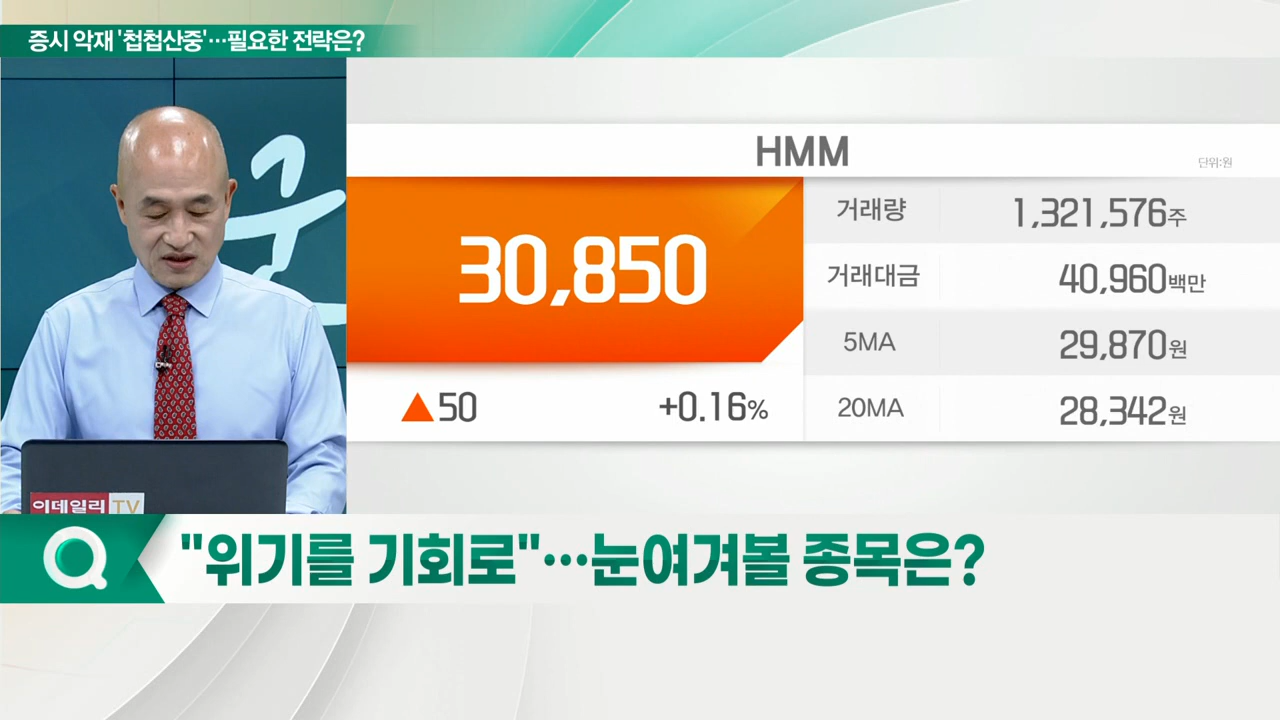 증시 악재 '첩첩산중'…필요한 전략은?
HMM
단위:원
30,850
▲50 +0.16%
거래량 1,321,576주
거래대금 40,960백만
5MA 29,870원
20MA 28,342원
이데일리TV
"위기를 기회로"…눈여겨볼 종목은?